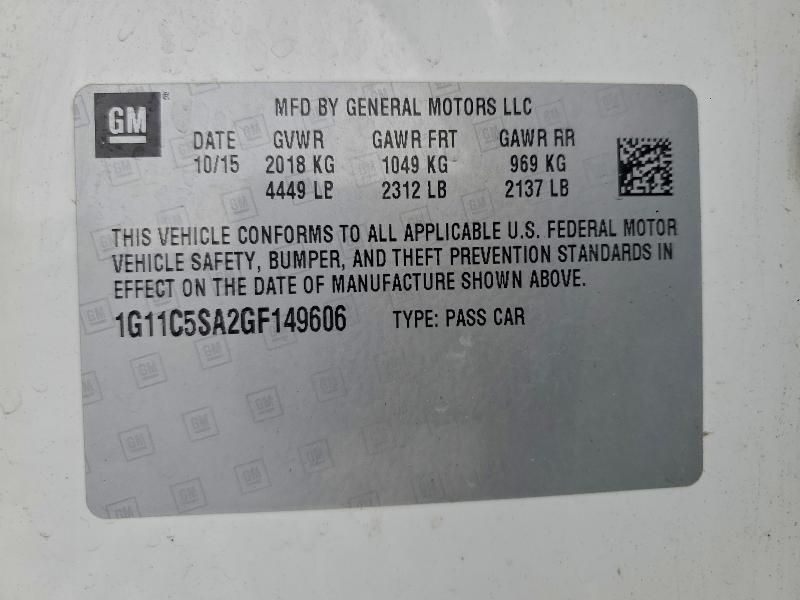 GM ® MFD BY GENERAL MOTORS LLC
DATE GVWR GAWR FRT GAWR RR
10/15 2018 KG 1049 KG 969 KG
4449 LB 2312 LB 2137 LB
THIS VEHICLE CONFORMS TO ALL APPLICABLE U.S. FEDERAL MOTOR
VEHICLE SAFETY, BUMPER, AND THEFT PREVENTION STANDARDS IN
EFFECT ON THE DATE OF MANUFACTURE SHOWN ABOVE.
1G11C5SA2GF149606 TYPE: PASS CAR